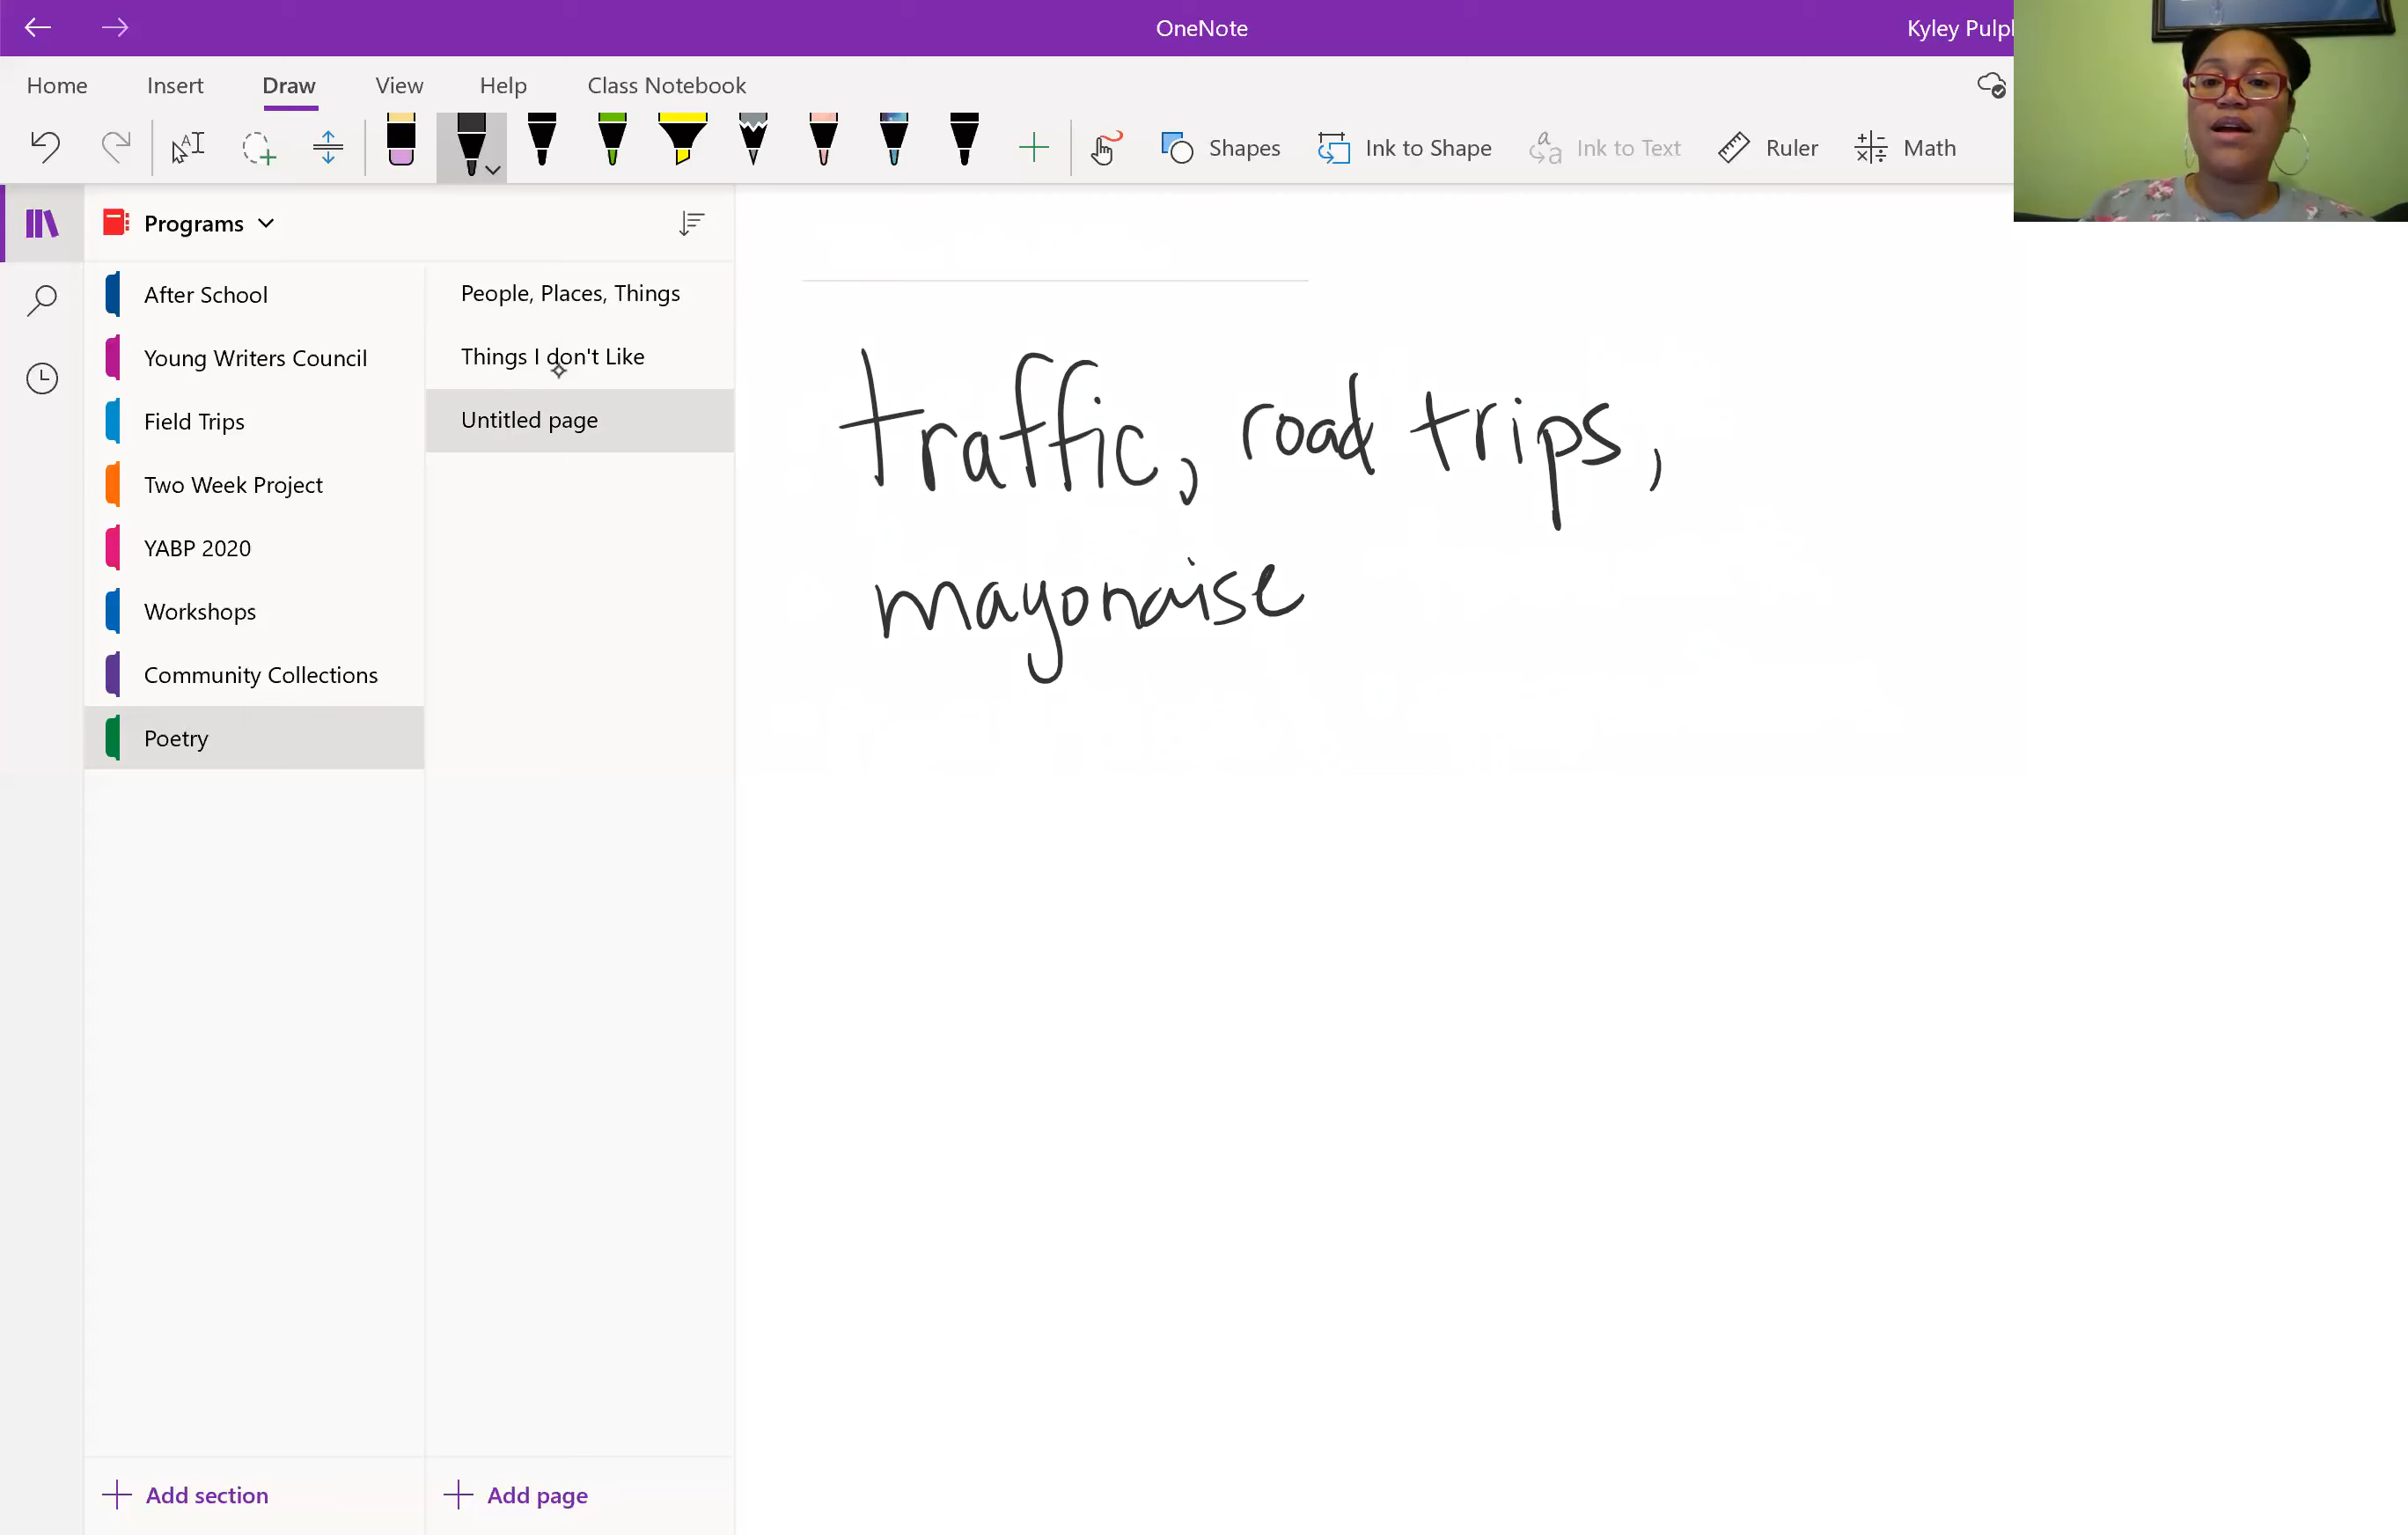 OneNote
Kyley Pulpl
Home Insert Draw View Help Class Notebook
Shapes Ink to Shape Ink to Text Ruler Math
Programs
After School
Young Writers Council
Field Trips
Two Week Project
YABP 2020
Workshops
Community Collections
Poetry
Add section
People, Places, Things
Things I don't Like
Untitled page
Add page
traffic, road trips,
mayonaise